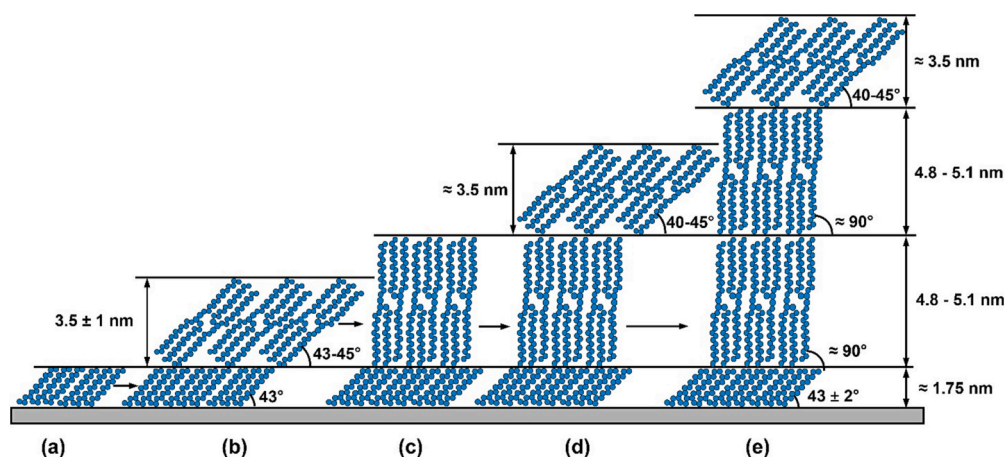 ≈ 3.5 nm
40-45°
≈ 3.5 nm
40-45°
4.8 - 5.1 nm
≈ 90°
3.5 ± 1 nm
43-45°
4.8 - 5.1 nm
≈ 90°
43°
43 ± 2°
≈ 1.75 nm
(a) (b) (c) (d) (e)